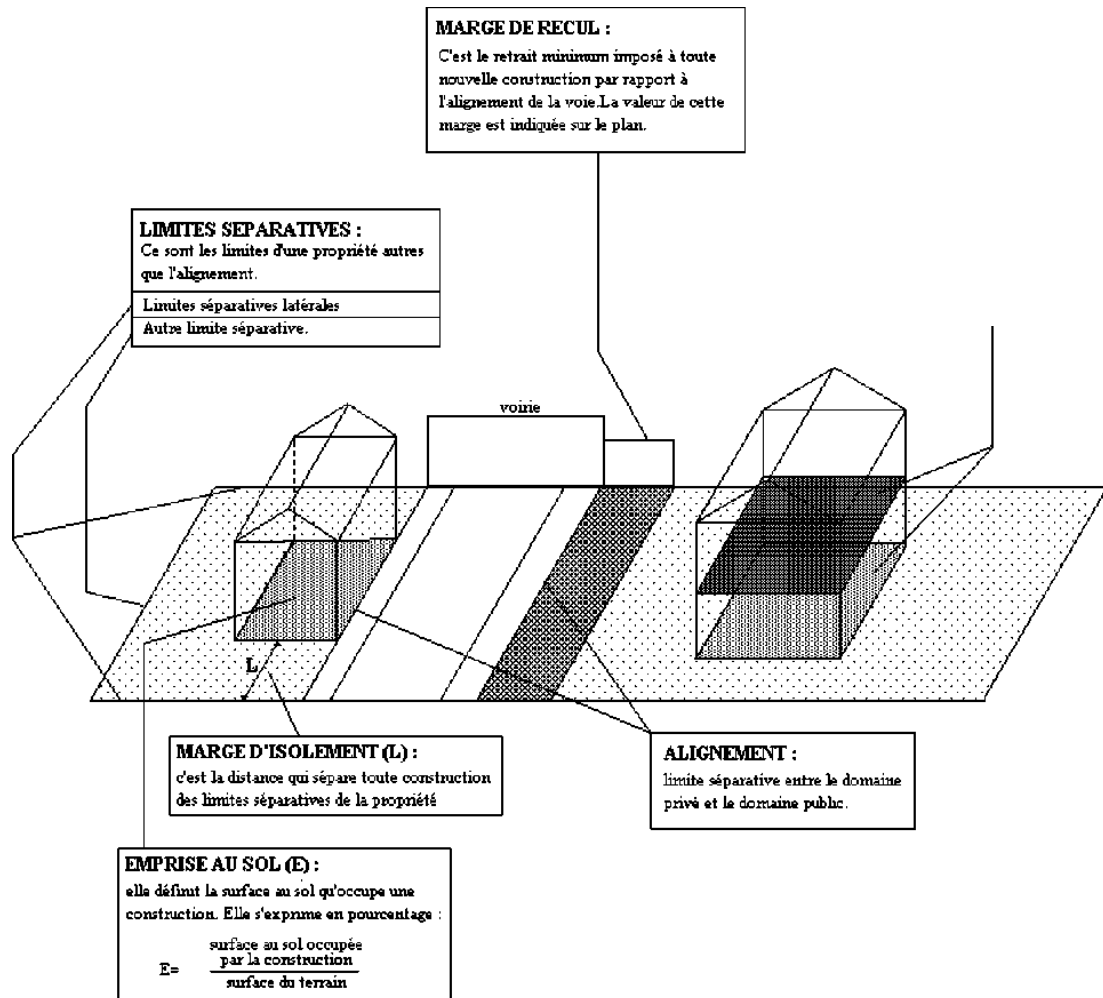 MARGE DE RECUL :
C'est le retrait minimum imposé à toute
nouvelle construction par rapport à
l'alignement de la voie.La valeur de cette
marge est indiquée sur le plan.
LIMITES SEPARATIVES :
Ce sont les limites d'une propriété autres
que l'alignement.
Limites séparatives latérales
Autre limite séparative.
voirie
L
MARGE D'ISOLEMENT (L) :
c'est la distance qui sépare toute construction
des limites séparatives de la propriété
ALIGNEMENT :
limite séparative entre le domaine
privé et le domaine public.
EMPRISE AU SOL (E) :
elle définit la surface au sol qu'occupe une
construction. Elle s'exprime en pourcentage :
surface au sol occupée
par la construction
E=
surface du terrain